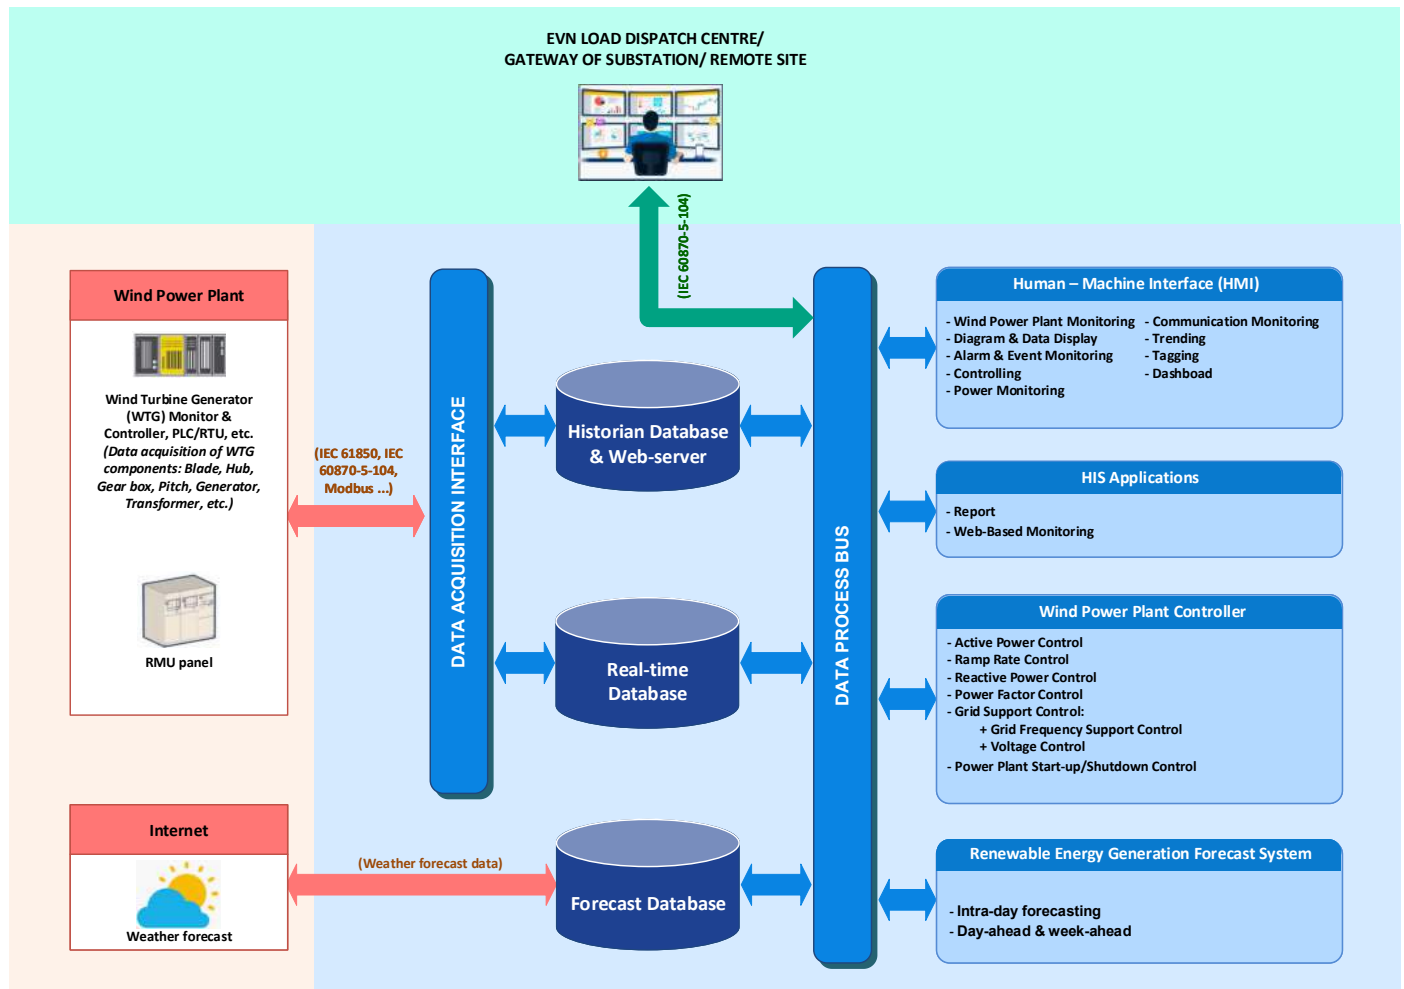 EVN LOAD DISPATCH CENTRE/
GATEWAY OF SUBSTATION/ REMOTE SITE
(IEC 60870-5-104)
Wind Power Plant
Wind Turbine Generator
(WTG) Monitor &
Controller, PLC/RTU, etc.
(Data acquisition of WTG
components: Blade, Hub,
Gear box, Pitch, Generator,
Transformer, etc.)
RMU panel
(IEC 61850, IEC
60870-5-104,
Modbus ...)
Internet
Weather forecast
(Weather forecast data)
DATA ACQUISITION INTERFACE
Historian Database
& Web-server
Real-time
Database
Forecast Database
DATA PROCESS BUS
Human – Machine Interface (HMI)
- Wind Power Plant Monitoring
- Diagram & Data Display
- Alarm & Event Monitoring
- Controlling
- Power Monitoring
- Communication Monitoring
- Trending
- Tagging
- Dashboad
HIS Applications
- Report
- Web-Based Monitoring
Wind Power Plant Controller
- Active Power Control
- Ramp Rate Control
- Reactive Power Control
- Power Factor Control
- Grid Support Control:
+ Grid Frequency Support Control
+ Voltage Control
- Power Plant Start-up/Shutdown Control
Renewable Energy Generation Forecast System
- Intra-day forecasting
- Day-ahead & week-ahead